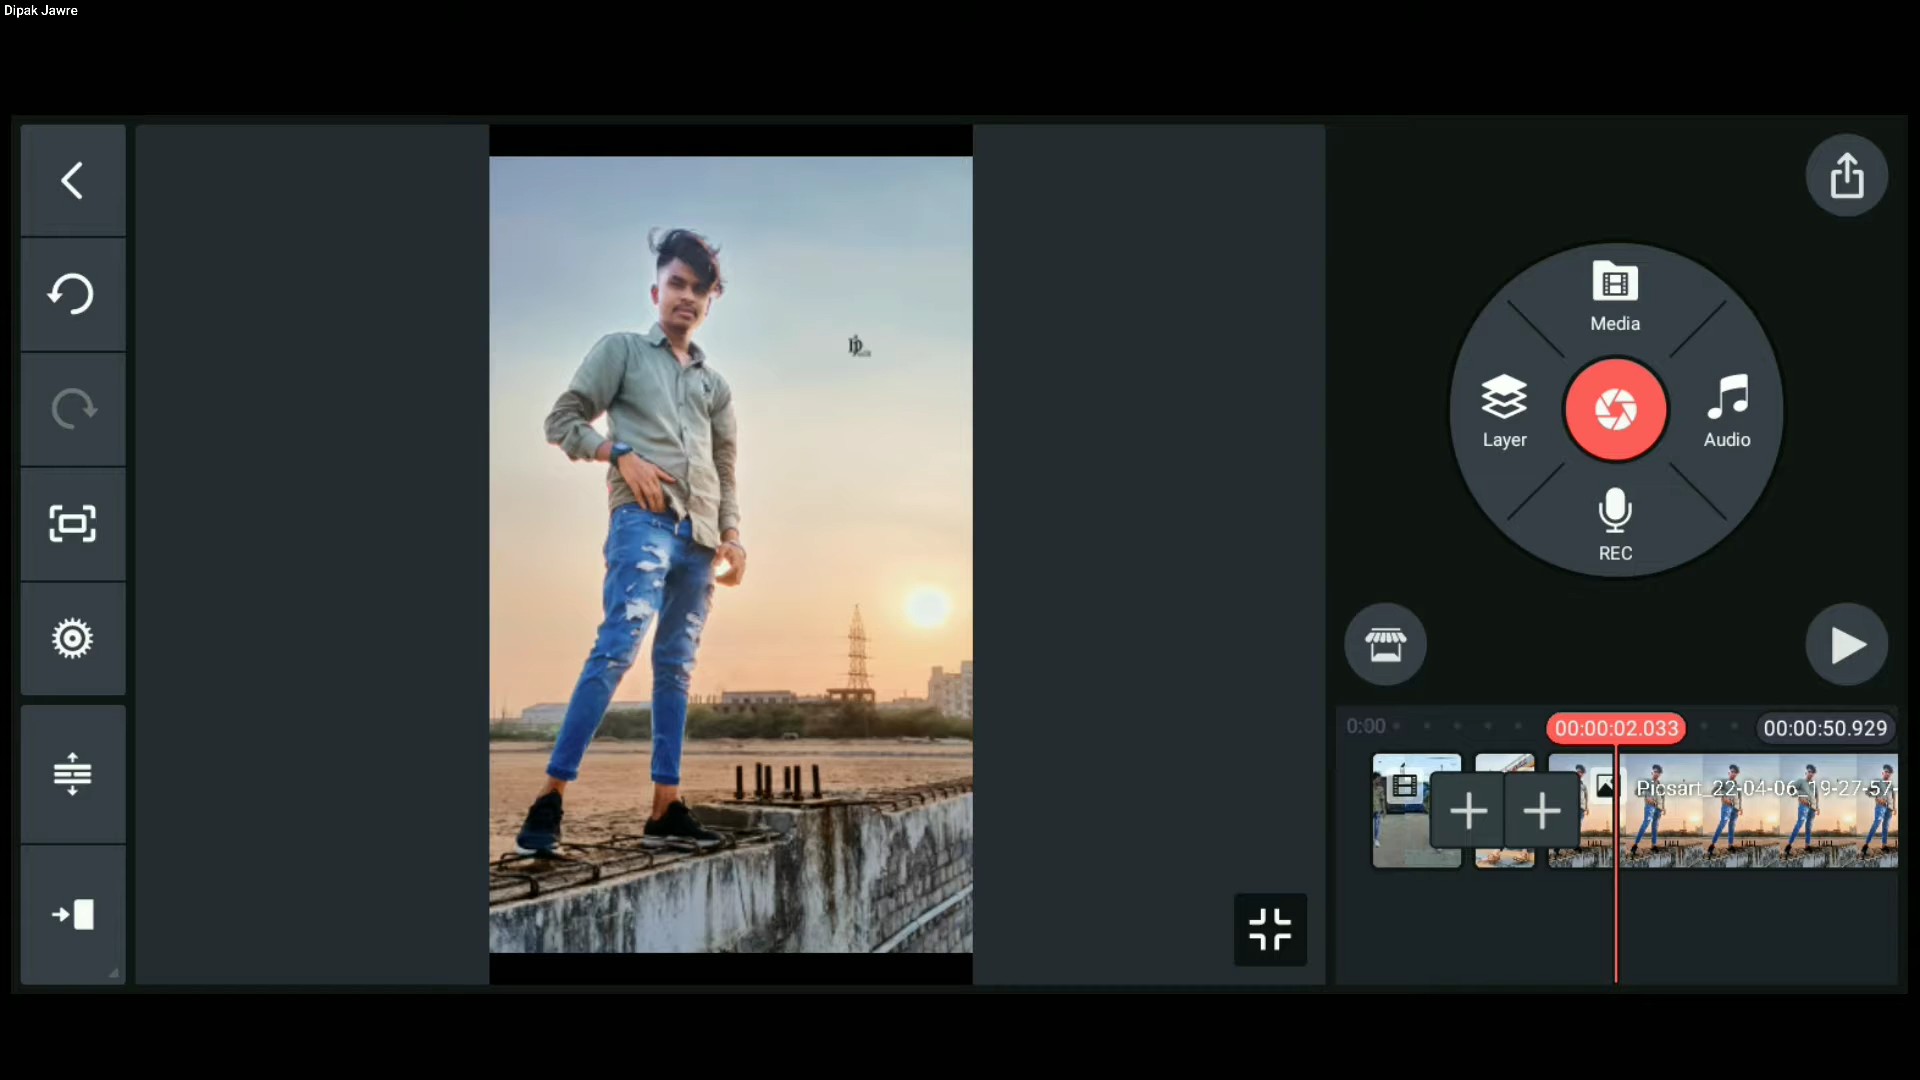 Dipak Jawre
Media
Layer
Audio
REC
0:00
00:00:02.033
00:00:50.929
Picsart_22-04-06_19-27-57-